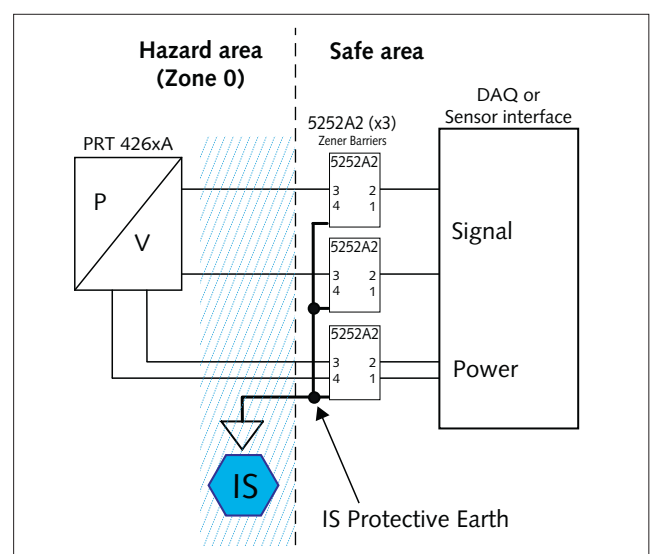 Hazard area
(Zone 0)
Safe area
DAQ or
Sensor interface
5252A2 (x3)
Zener Barriers
PRT 426xA
5252A2
P
V
3 2
4 1
Signal
5252A2
3 2
4 1
5252A2
3 2
4 1
Power
IS
IS Protective Earth